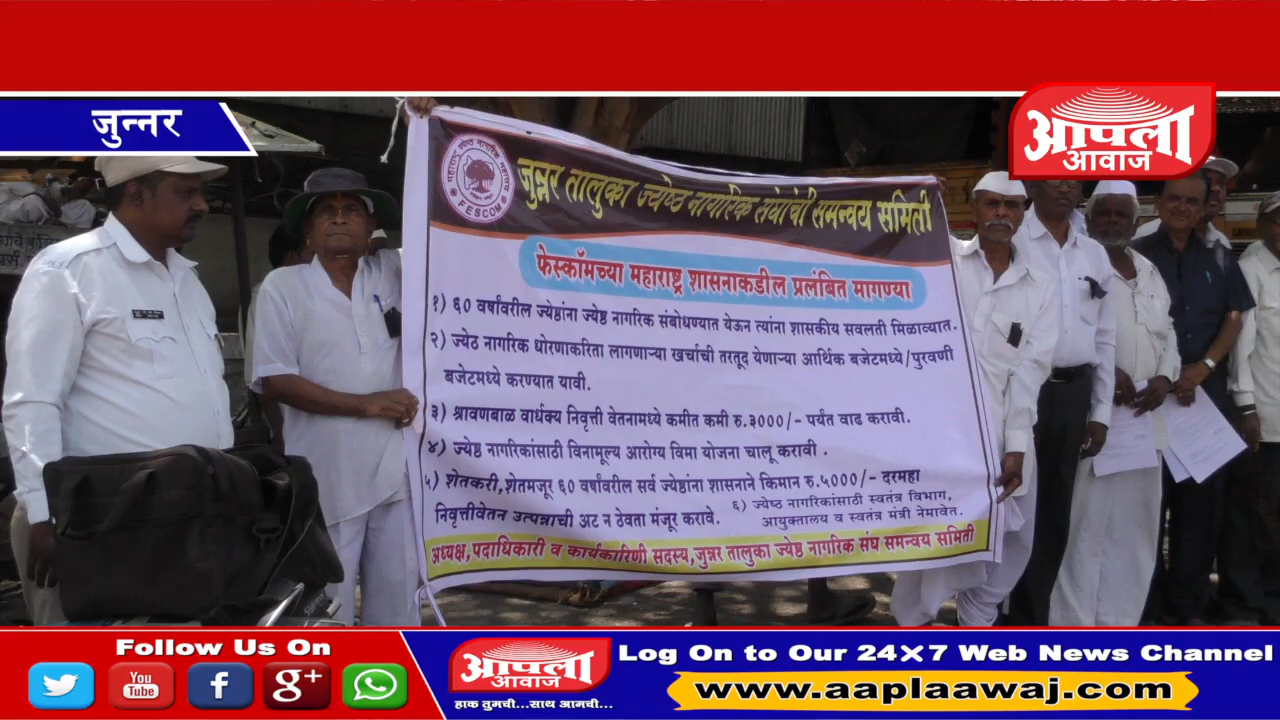 जुन्नर
आपला
आवाज
महाराष्ट्र ज्येष्ठ नागरिक महासंघ
FESCOM
जुन्नर तालुका ज्येष्ठ नागरिक संघांची समन्वय समिती
फेस्कॉमच्या महाराष्ट्र शासनाकडील प्रलंबित मागण्या
१) ६० वर्षांवरील ज्येष्ठांना ज्येष्ठ नागरिक संबोधण्यात येऊन त्यांना शासकीय सवलती मिळाव्यात.
२) ज्येठ नागरिक धोरणाकरिता लागणाऱ्या खर्चाची तरतूद येणाऱ्या आर्थिक बजेटमध्ये/पुरवणी
बजेटमध्ये करण्यात यावी.
३) श्रावणबाळ वार्धक्य निवृत्ती वेतनामध्ये कमीत कमी रु.३०००/- पर्यंत वाढ करावी.
४) ज्येष्ठ नागरिकांसाठी विनामूल्य आरोग्य विमा योजना चालू करावी .
५) शेतकरी,शेतमजूर ६० वर्षांवरील सर्व ज्येष्ठांना शासनाने किमान रु.५०००/- दरमहा
निवृत्तीवेतन उत्पन्नाची अट न ठेवता मंजूर करावे.
६) ज्येष्ठ नागरिकांसाठी स्वतंत्र विभाग,
आयुक्तालय व स्वतंत्र मंत्री नेमावेत.
अध्यक्ष,पदाधिकारी व कार्यकारिणी सदस्य,जुन्नर तालुका ज्येष्ठ नागरिक संघ समन्वय समिती
Follow Us On
You
Tube
f
g+
आपला
आवाज
हाक तुमची...साथ आमची...
Log On to Our 24×7 Web News Channel
www.aaplaawaj.com